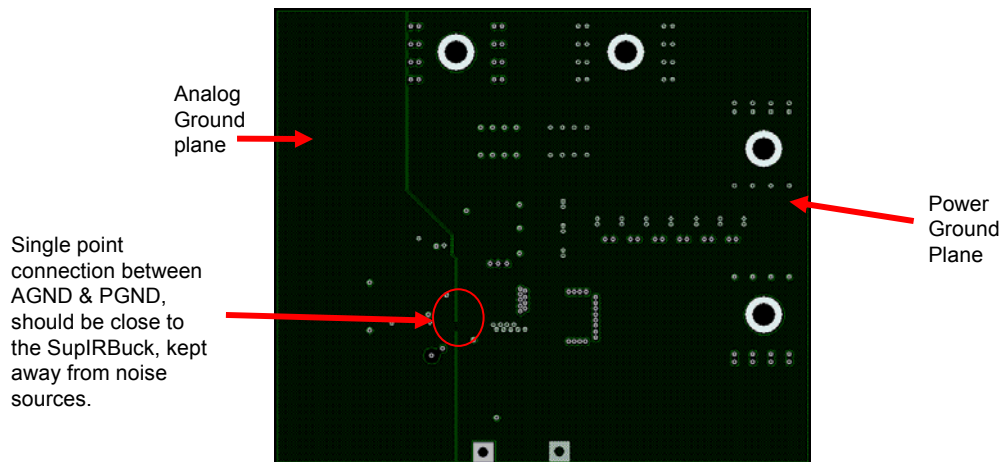 Analog
Ground
plane
Power
Ground
Plane
Single point
connection between
AGND & PGND,
should be close to
the SupIRBuck, kept
away from noise
sources.